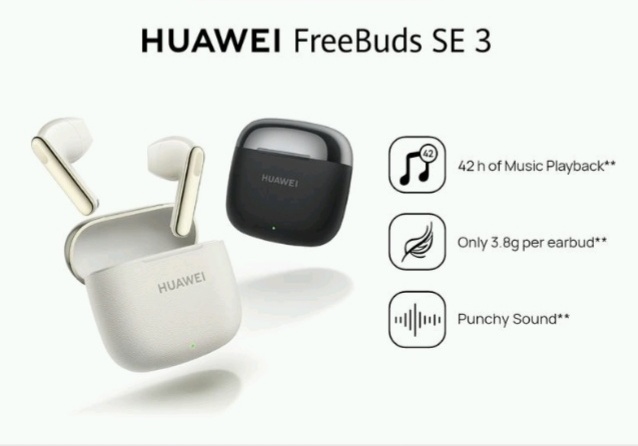 HUAWEI FreeBuds SE 3
HUAWEI
HUAWEI
42
42 h of Music Playback**
Only 3.8g per earbud**
Punchy Sound**